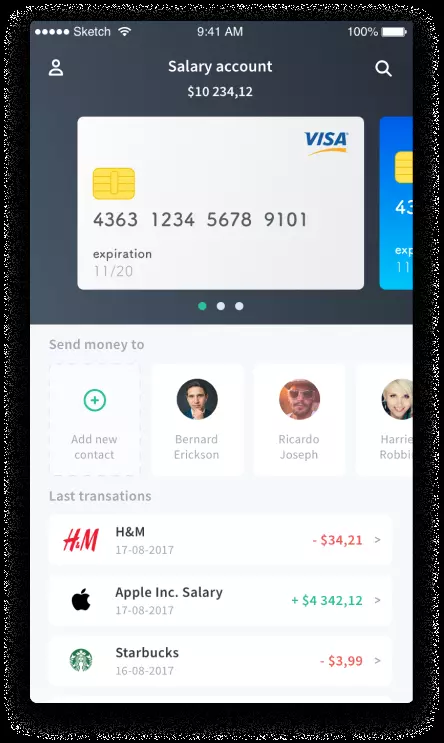 Sketch 9:41 AM 100%
Salary account
$10 234,12
VISA
4363 1234 5678 9101
43
expiration
exp
11/20
11
Send money to
Add new
contact
Bernard
Erickson
Ricardo
Joseph
Harrie
Robbin
Last transations
H&M
H&M
17-08-2017
- $34,21 >
Apple Inc. Salary
17-08-2017
+ $4 342,12 >
Starbucks
16-08-2017
- $3,99 >